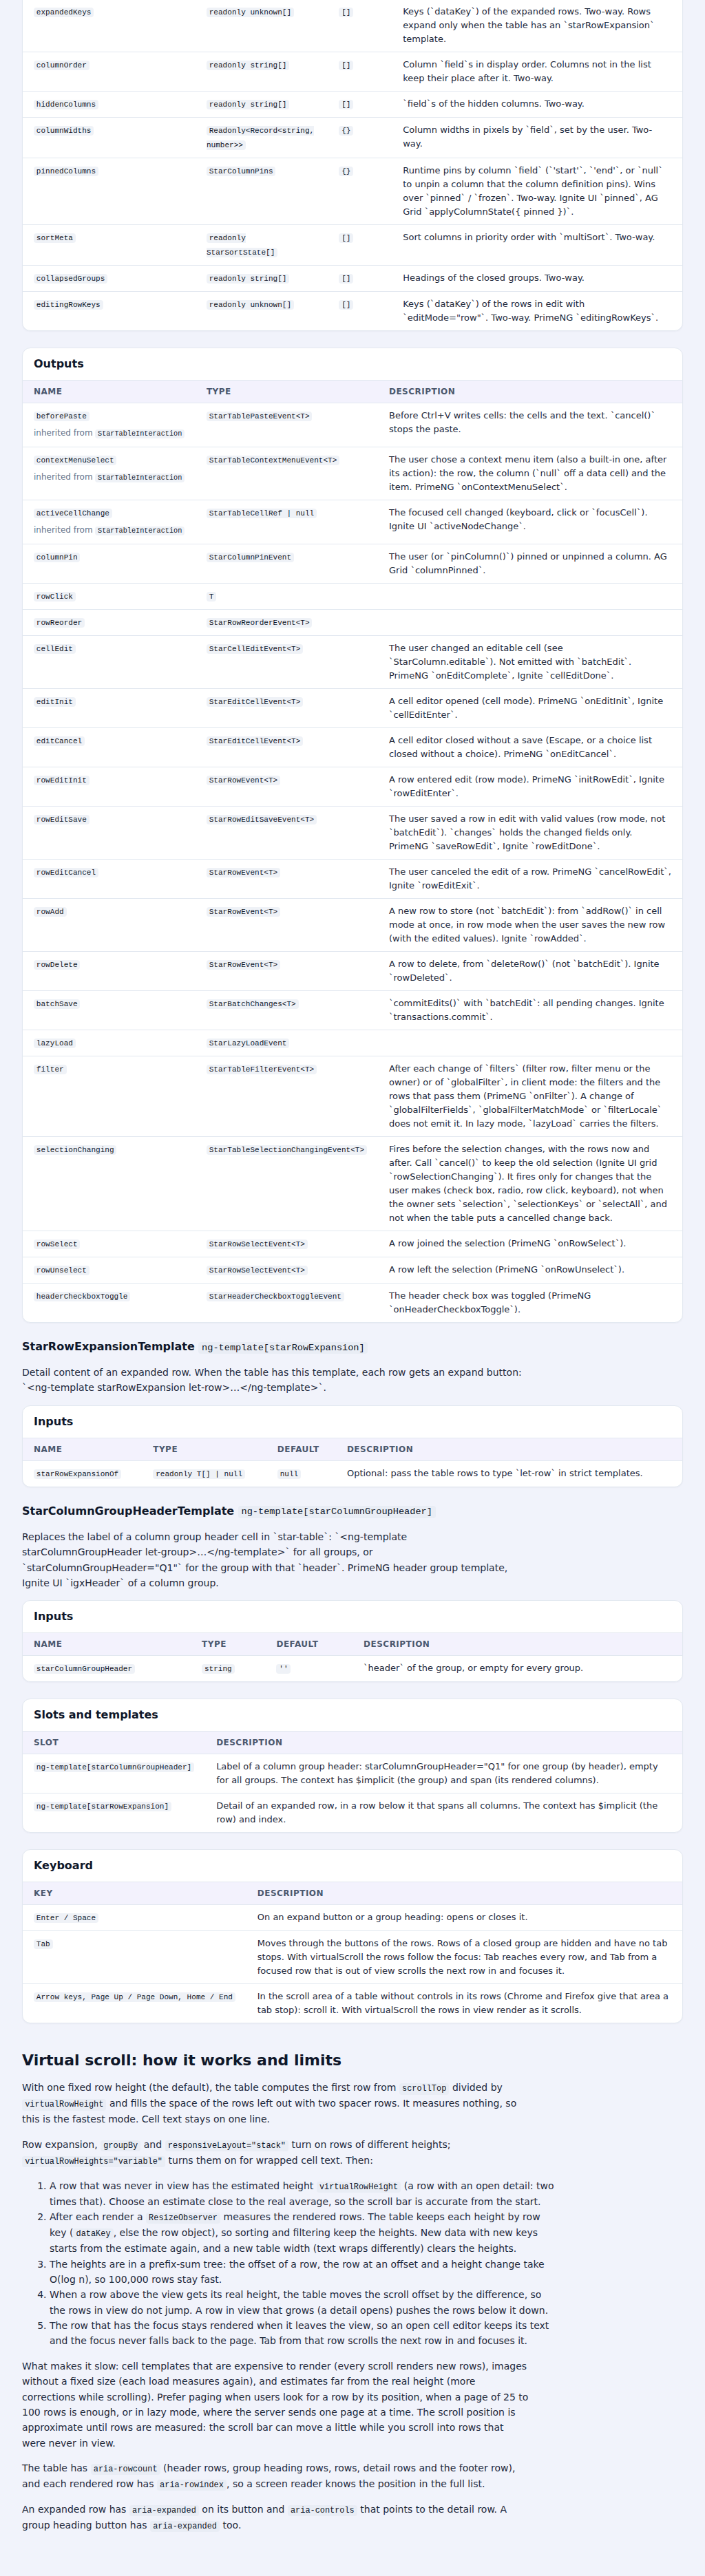 expandedKeys readonly unknown[] [] Keys (`dataKey`) of the expanded rows. Two-way. Rows
expand only when the table has an `starRowExpansion`
template.
columnOrder readonly string[] [] Column `field`s in display order. Columns not in the list
keep their place after it. Two-way.
hiddenColumns readonly string[] [] `field`s of the hidden columns. Two-way.
columnWidths Readonly<Record<string, {} Column widths in pixels by `field`, set by the user. Two-
number>> way.
pinnedColumns StarColumnPins {} Runtime pins by column `field` (`'start'`, `'end'`, or `null`
to unpin a column that the column definition pins). Wins
over `pinned` / `frozen`. Two-way. Ignite UI `pinned`, AG
Grid `applyColumnState({ pinned })`.
sortMeta readonly [] Sort columns in priority order with `multiSort`. Two-way.
StarSortState[]
collapsedGroups readonly string[] [] Headings of the closed groups. Two-way.
editingRowKeys readonly unknown[] [] Keys (`dataKey`) of the rows in edit with
`editMode="row"`. Two-way. PrimeNG `editingRowKeys`.
Outputs
NAME TYPE DESCRIPTION
beforePaste StarTablePasteEvent<T> Before Ctrl+V writes cells: the cells and the text. `cancel()`
inherited from StarTableInteraction stops the paste.
contextMenuSelect StarTableContextMenuEvent<T> The user chose a context menu item (also a built-in one, after
inherited from StarTableInteraction its action): the row, the column (`null` off a data cell) and the
item. PrimeNG `onContextMenuSelect`.
activeCellChange StarTableCellRef | null The focused cell changed (keyboard, click or `focusCell`).
inherited from StarTableInteraction Ignite UI `activeNodeChange`.
columnPin StarColumnPinEvent The user (or `pinColumn()`) pinned or unpinned a column. AG
Grid `columnPinned`.
rowClick T
rowReorder StarRowReorderEvent<T>
cellEdit StarCellEditEvent<T> The user changed an editable cell (see
`StarColumn.editable`). Not emitted with `batchEdit`.
PrimeNG `onEditComplete`, Ignite `cellEditDone`.
editInit StarEditCellEvent<T> A cell editor opened (cell mode). PrimeNG `onEditInit`, Ignite
`cellEditEnter`.
editCancel StarEditCellEvent<T> A cell editor closed without a save (Escape, or a choice list
closed without a choice). PrimeNG `onEditCancel`.
rowEditInit StarRowEvent<T> A row entered edit (row mode). PrimeNG `initRowEdit`, Ignite
`rowEditEnter`.
rowEditSave StarRowEditSaveEvent<T> The user saved a row in edit with valid values (row mode, not
`batchEdit`). `changes` holds the changed fields only.
PrimeNG `saveRowEdit`, Ignite `rowEditDone`.
rowEditCancel StarRowEvent<T> The user canceled the edit of a row. PrimeNG `cancelRowEdit`,
Ignite `rowEditExit`.
rowAdd StarRowEvent<T> A new row to store (not `batchEdit`): from `addRow()` in cell
mode at once, in row mode when the user saves the new row
(with the edited values). Ignite `rowAdded`.
rowDelete StarRowEvent<T> A row to delete, from `deleteRow()` (not `batchEdit`). Ignite
`rowDeleted`.
batchSave StarBatchChanges<T> `commitEdits()` with `batchEdit`: all pending changes. Ignite
`transactions.commit`.
lazyLoad StarLazyLoadEvent
filter StarTableFilterEvent<T> After each change of `filters` (filter row, filter menu or the
owner) or of `globalFilter`, in client mode: the filters and the
rows that pass them (PrimeNG `onFilter`). A change of
`globalFilterFields`, `globalFilterMatchMode` or `filterLocale`
does not emit it. In lazy mode, `lazyLoad` carries the filters.
selectionChanging StarTableSelectionChangingEvent<T> Fires before the selection changes, with the rows now and
after. Call `cancel()` to keep the old selection (Ignite UI grid
`rowSelectionChanging`). It fires only for changes that the
user makes (check box, radio, row click, keyboard), not when
the owner sets `selection`, `selectionKeys` or `selectAll`, and
not when the table puts a cancelled change back.
rowSelect StarRowSelectEvent<T> A row joined the selection (PrimeNG `onRowSelect`).
rowUnselect StarRowSelectEvent<T> A row left the selection (PrimeNG `onRowUnselect`).
headerCheckboxToggle StarHeaderCheckboxToggleEvent The header check box was toggled (PrimeNG
`onHeaderCheckboxToggle`).
StarRowExpansionTemplate ng-template[starRowExpansion]
Detail content of an expanded row. When the table has this template, each row gets an expand button:
`<ng-template starRowExpansion let-row>…</ng-template>`.
Inputs
NAME TYPE DEFAULT DESCRIPTION
starRowExpansionOf readonly T[] | null null Optional: pass the table rows to type `let-row` in strict templates.
StarColumnGroupHeaderTemplate ng-template[starColumnGroupHeader]
Replaces the label of a column group header cell in `star-table`: `<ng-template
starColumnGroupHeader let-group>…</ng-template>` for all groups, or
`starColumnGroupHeader="Q1"` for the group with that `header`. PrimeNG header group template,
Ignite UI `igxHeader` of a column group.
Inputs
NAME TYPE DEFAULT DESCRIPTION
starColumnGroupHeader string '' `header` of the group, or empty for every group.
Slots and templates
SLOT DESCRIPTION
ng-template[starColumnGroupHeader] Label of a column group header: starColumnGroupHeader="Q1" for one group (by header), empty
for all groups. The context has $implicit (the group) and span (its rendered columns).
ng-template[starRowExpansion] Detail of an expanded row, in a row below it that spans all columns. The context has $implicit (the
row) and index.
Keyboard
KEY DESCRIPTION
Enter / Space On an expand button or a group heading: opens or closes it.
Tab Moves through the buttons of the rows. Rows of a closed group are hidden and have no tab
stops. With virtualScroll the rows follow the focus: Tab reaches every row, and Tab from a
focused row that is out of view scrolls the next row in and focuses it.
Arrow keys, Page Up / Page Down, Home / End In the scroll area of a table without controls in its rows (Chrome and Firefox give that area a
tab stop): scroll it. With virtualScroll the rows in view render as it scrolls.
Virtual scroll: how it works and limits
With one fixed row height (the default), the table computes the first row from scrollTop divided by
virtualRowHeight and fills the space of the rows left out with two spacer rows. It measures nothing, so
this is the fastest mode. Cell text stays on one line.
Row expansion, groupBy and responsiveLayout="stack" turn on rows of different heights;
virtualRowHeights="variable" turns them on for wrapped cell text. Then:
1. A row that was never in view has the estimated height virtualRowHeight (a row with an open detail: two
times that). Choose an estimate close to the real average, so the scroll bar is accurate from the start.
2. After each render a ResizeObserver measures the rendered rows. The table keeps each height by row
key ( dataKey , else the row object), so sorting and filtering keep the heights. New data with new keys
starts from the estimate again, and a new table width (text wraps differently) clears the heights.
3. The heights are in a prefix-sum tree: the offset of a row, the row at an offset and a height change take
O(log n), so 100,000 rows stay fast.
4. When a row above the view gets its real height, the table moves the scroll offset by the difference, so
the rows in view do not jump. A row in view that grows (a detail opens) pushes the rows below it down.
5. The row that has the focus stays rendered when it leaves the view, so an open cell editor keeps its text
and the focus never falls back to the page. Tab from that row scrolls the next row in and focuses it.
What makes it slow: cell templates that are expensive to render (every scroll renders new rows), images
without a fixed size (each load measures again), and estimates far from the real height (more
corrections while scrolling). Prefer paging when users look for a row by its position, when a page of 25 to
100 rows is enough, or in lazy mode, where the server sends one page at a time. The scroll position is
approximate until rows are measured: the scroll bar can move a little while you scroll into rows that
were never in view.
The table has aria-rowcount (header rows, group heading rows, rows, detail rows and the footer row),
and each rendered row has aria-rowindex , so a screen reader knows the position in the full list.
An expanded row has aria-expanded on its button and aria-controls that points to the detail row. A
group heading button has aria-expanded too.